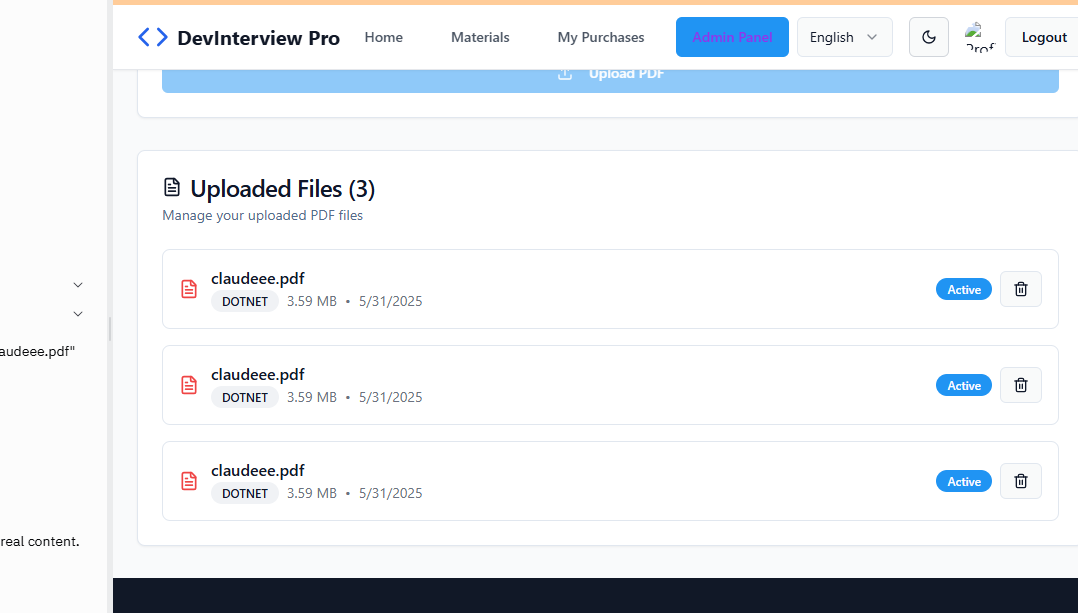 DevInterview Pro Home Materials My Purchases Admin Panel English Logout
Upload PDF
Uploaded Files (3)
Manage your uploaded PDF files
claudeee.pdf
DOTNET 3.59 MB • 5/31/2025 Active
audeee.pdf"
claudeee.pdf
DOTNET 3.59 MB • 5/31/2025 Active
claudeee.pdf
DOTNET 3.59 MB • 5/31/2025 Active
real content.